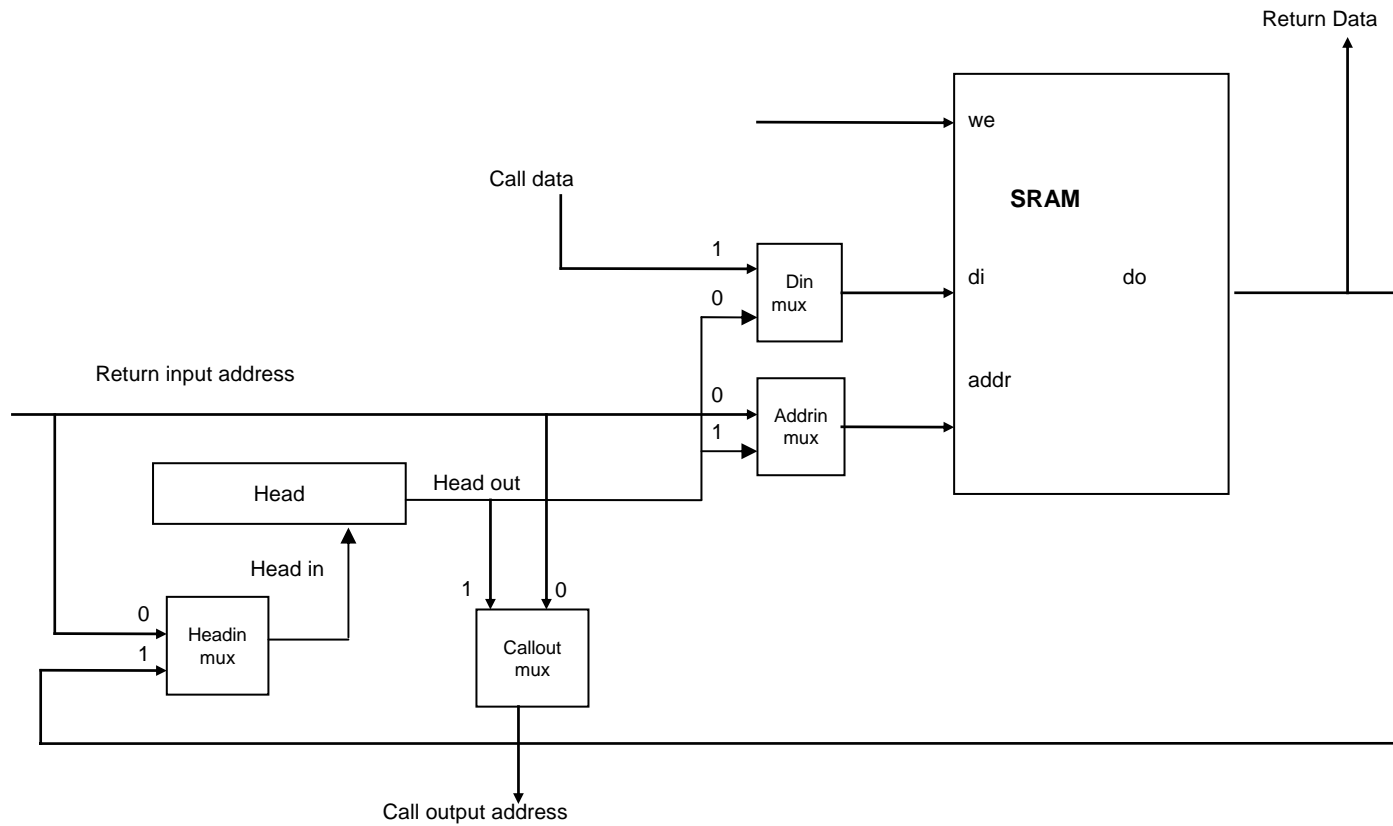 Return Data
we
Call data
SRAM
1
Din
mux
di
do
0
Return input address
addr
0
Addrin
mux
1
Head
Head out
Head in
1
0
0
Headin
mux
1
Callout
mux
Call output address